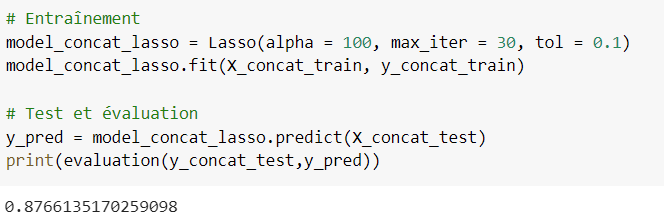 # Entraînement
model_concat_lasso = Lasso(alpha = 100, max_iter = 30, tol = 0.1)
model_concat_lasso.fit(X_concat_train, y_concat_train)
# Test et évaluation
y_pred = model_concat_lasso.predict(X_concat_test)
print(evaluation(y_concat_test,y_pred))
0.8766135170259098